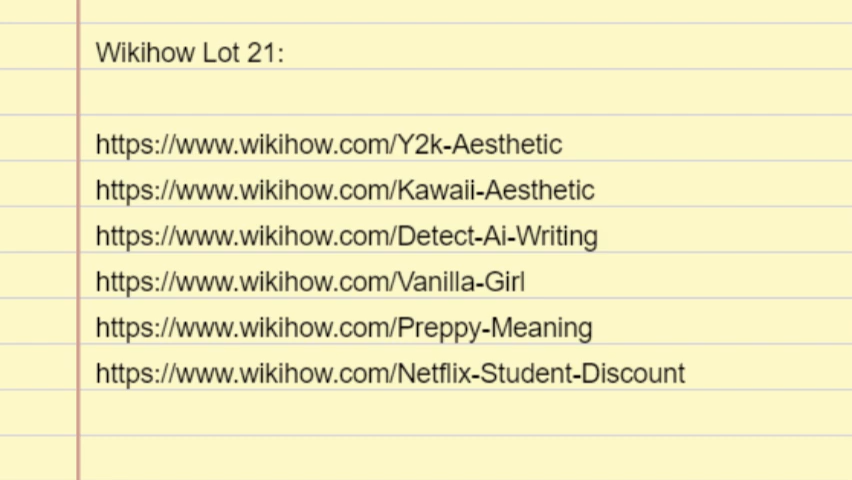 Wikihow Lot 21:
https://www.wikihow.com/Y2k-Aesthetic
https://www.wikihow.com/Kawaii-Aesthetic
https://www.wikihow.com/Detect-Ai-Writing
https://www.wikihow.com/Vanilla-Girl
https://www.wikihow.com/Preppy-Meaning
https://www.wikihow.com/Netflix-Student-Discount